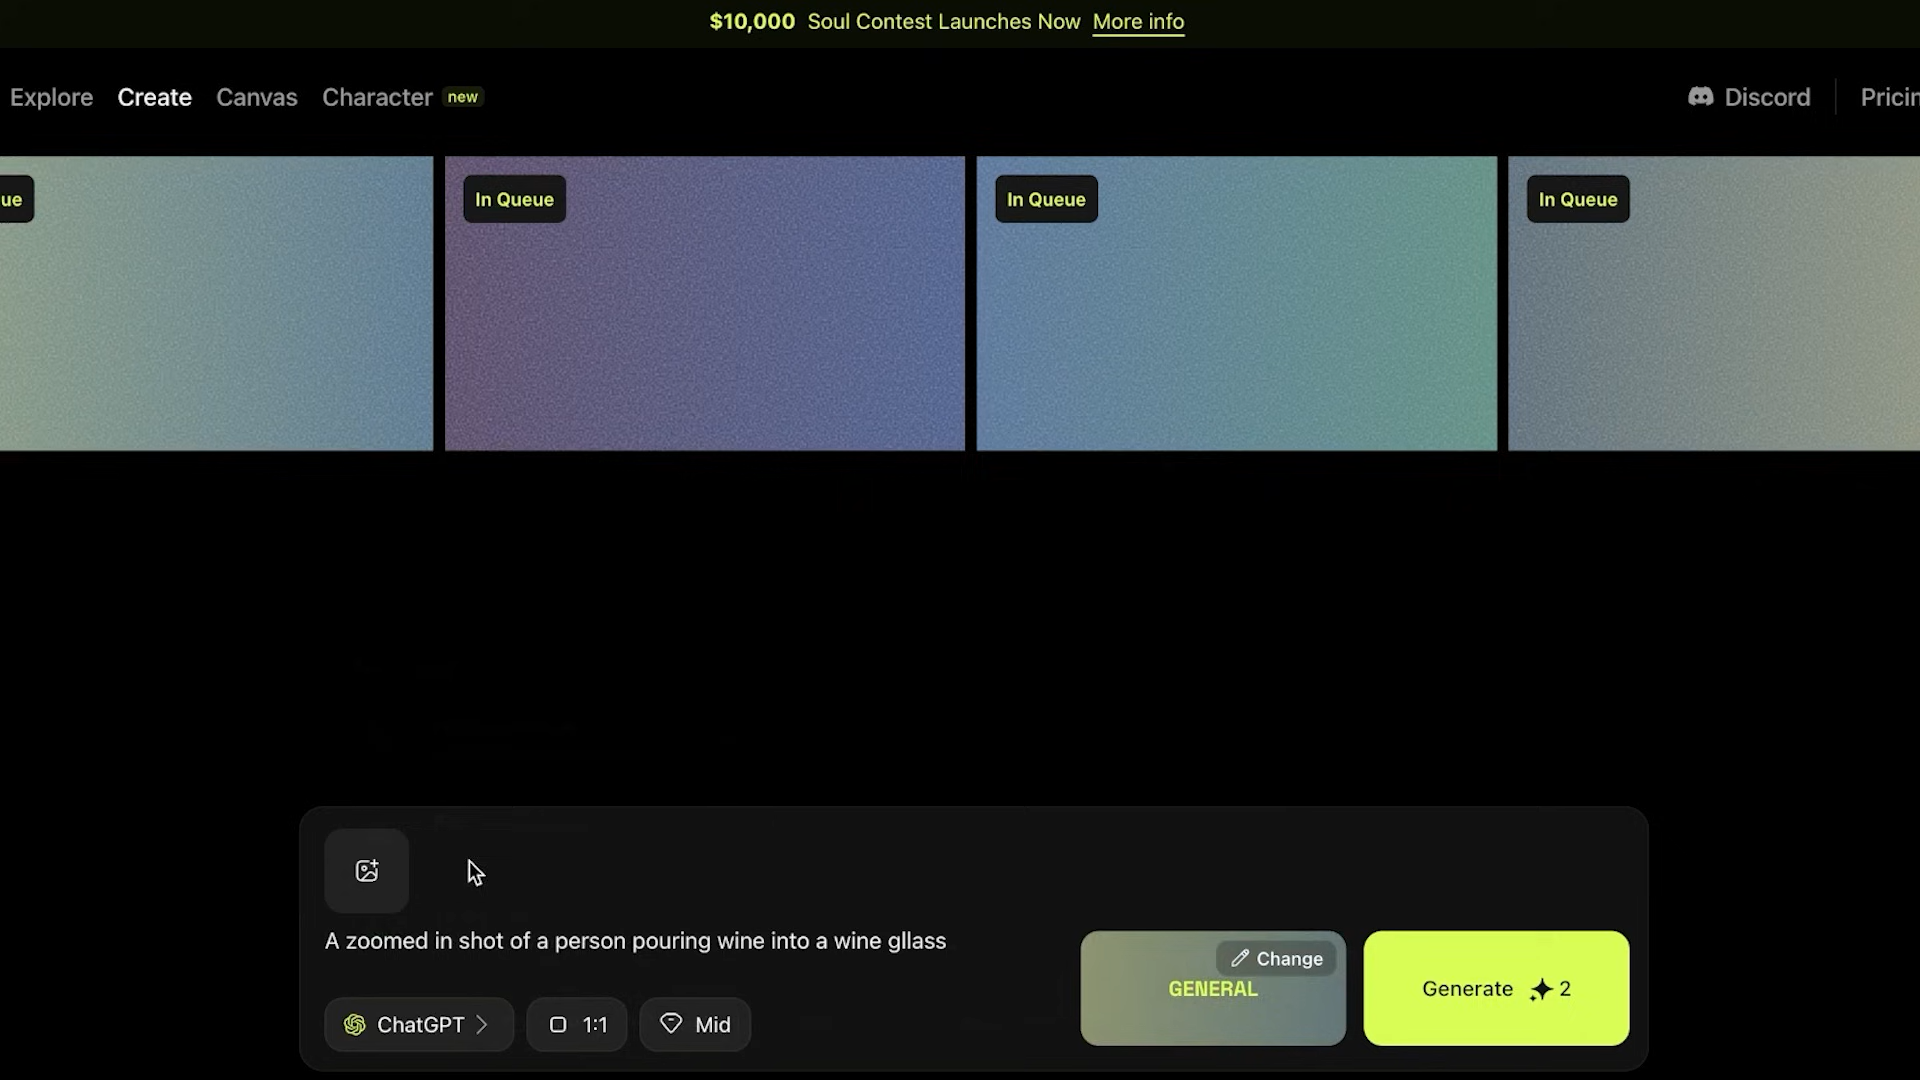 $10,000 Soul Contest Launches Now More info
Explore Create Canvas Character new Discord Pricin
ue In Queue In Queue In Queue
A zoomed in shot of a person pouring wine into a wine gllass
Change
GENERAL
Generate 2
ChatGPT 1:1 Mid